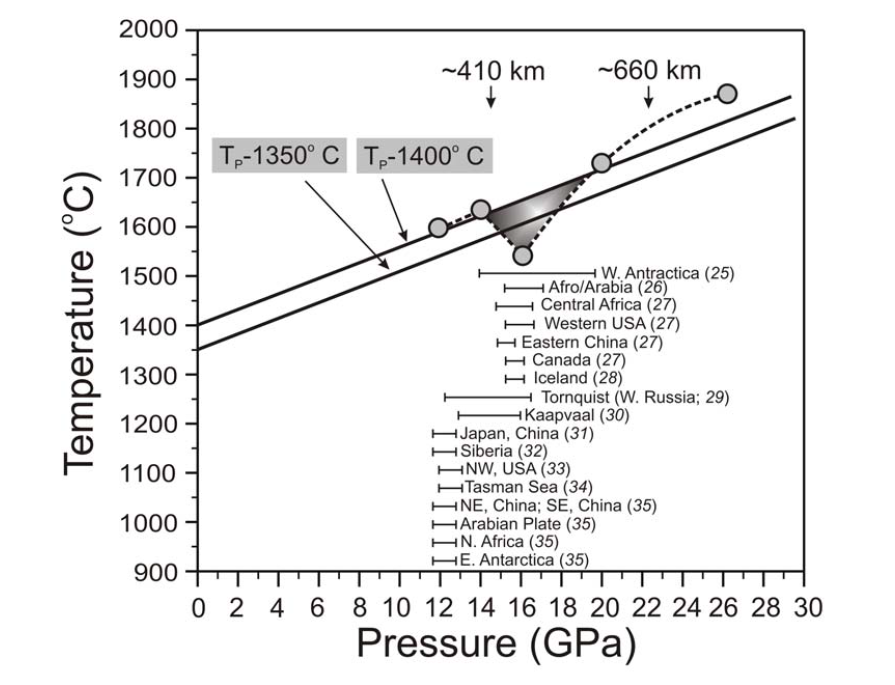 2000
1900
1800
1700
1600
1500
1400
1300
1200
1100
1000
900
Temperature (°C)
~410 km
~660 km
TP-1350° C
TP-1400° C
W. Antractica (25)
Afro/Arabia (26)
Central Africa (27)
Western USA (27)
Eastern China (27)
Canada (27)
Iceland (28)
Tornquist (W. Russia; 29)
Kaapvaal (30)
Japan, China (31)
Siberia (32)
NW, USA (33)
Tasman Sea (34)
NE, China; SE, China (35)
Arabian Plate (35)
N. Africa (35)
E. Antarctica (35)
0 2 4 6 8 10 12 14 16 18 20 22 24 26 28 30
Pressure (GPa)